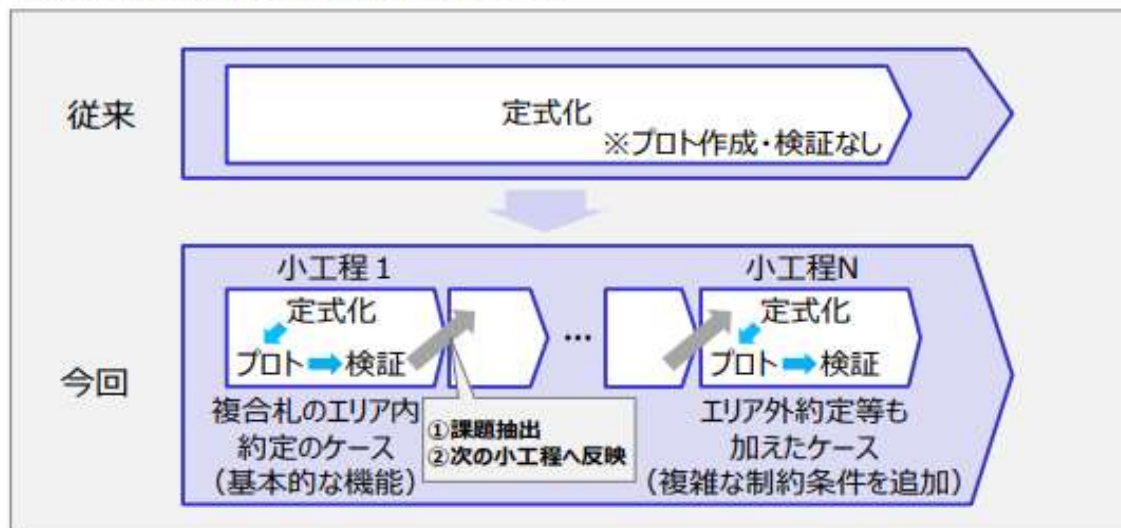 従来
定式化
※プロト作成・検証なし
今回
小工程1
定式化
プロト
検証
複合札のエリア内
約定のケース
（基本的な機能）
①課題抽出
②次の小工程へ反映
…
小工程N
定式化
プロト
検証
エリア外約定等も
加えたケース
（複雑な制約条件を追加）